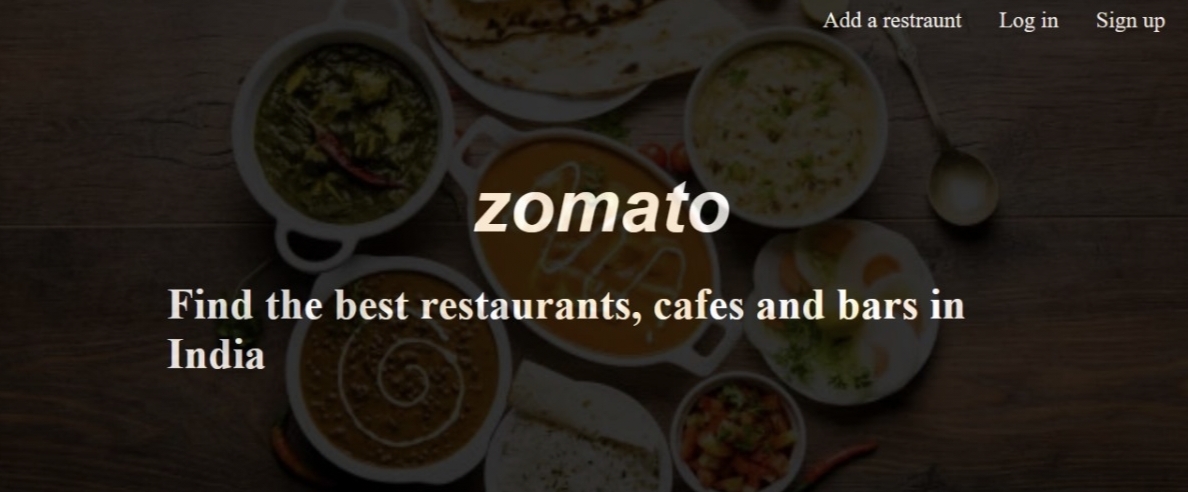 Add a restraunt Log in Sign up
zomato
Find the best restaurants, cafes and bars in
India